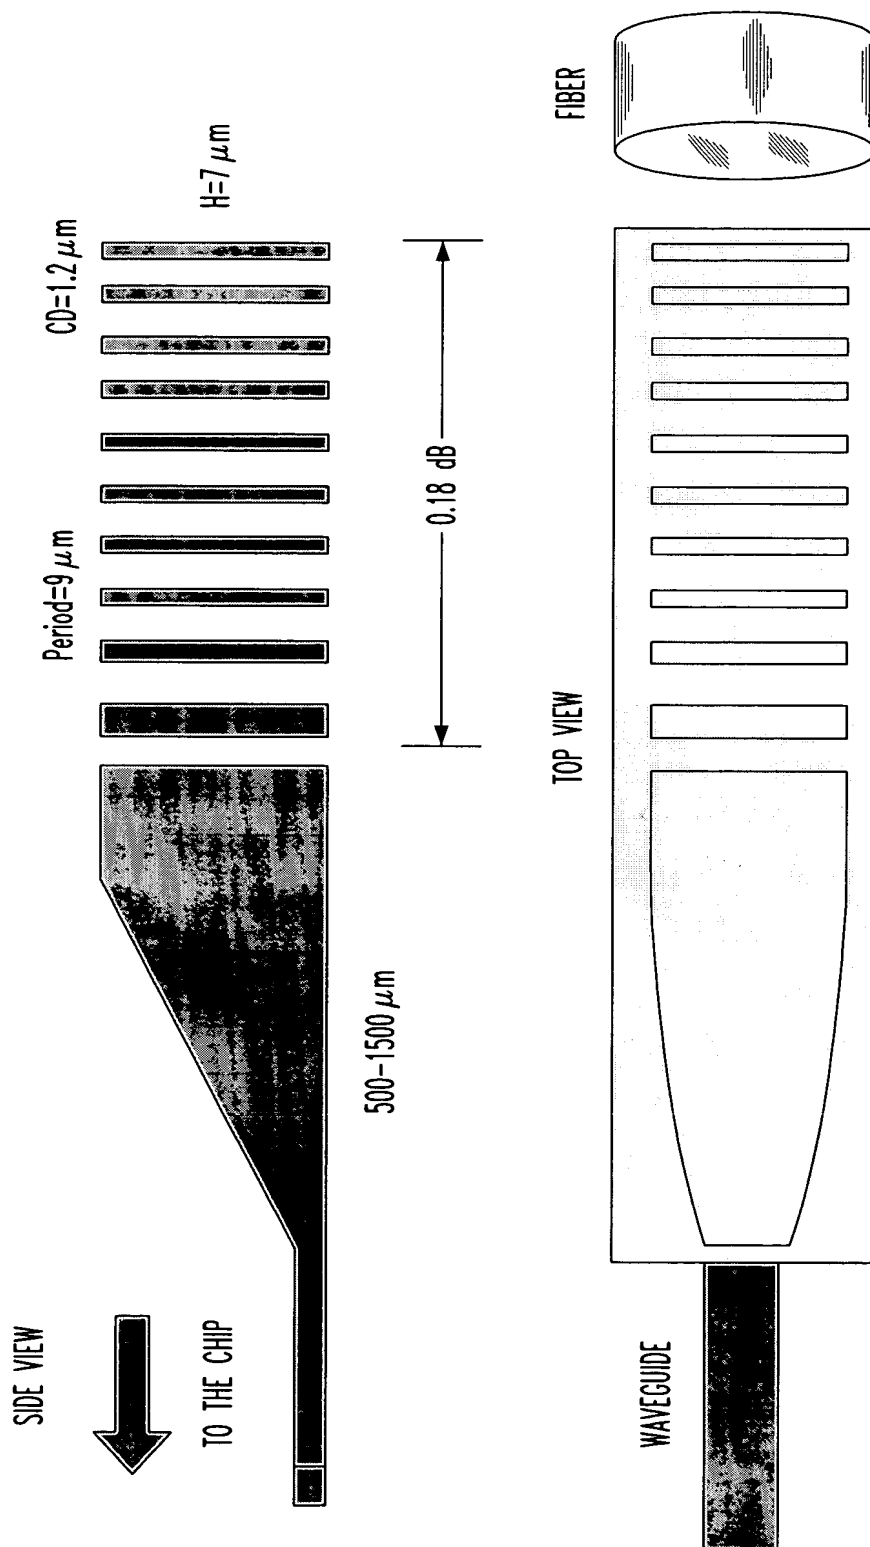 SIDE VIEW
TO THE CHIP
500–1500 μm
Period=9 μm
CD=1.2 μm
H=7 μm
0.18 dB
TOP VIEW
WAVEGUIDE
FIBER